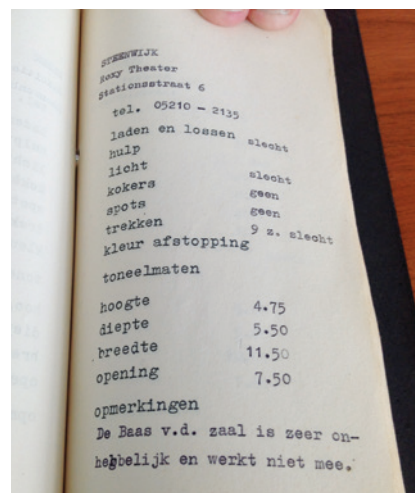 STEENWIJK
Roxy Theater
Stationsstraat 6
tel. 05210 - 2135
laden en lossen slecht
hulp
licht slecht
kokers geen
spots geen
trekken 9 z. slecht
kleur afstopping
toneelmaten
hoogte 4.75
diepte 5.50
breedte 11.50
opening 7.50
opmerkingen
De Baas v.d. zaal is zeer on-
hebbelijk en werkt niet mee.